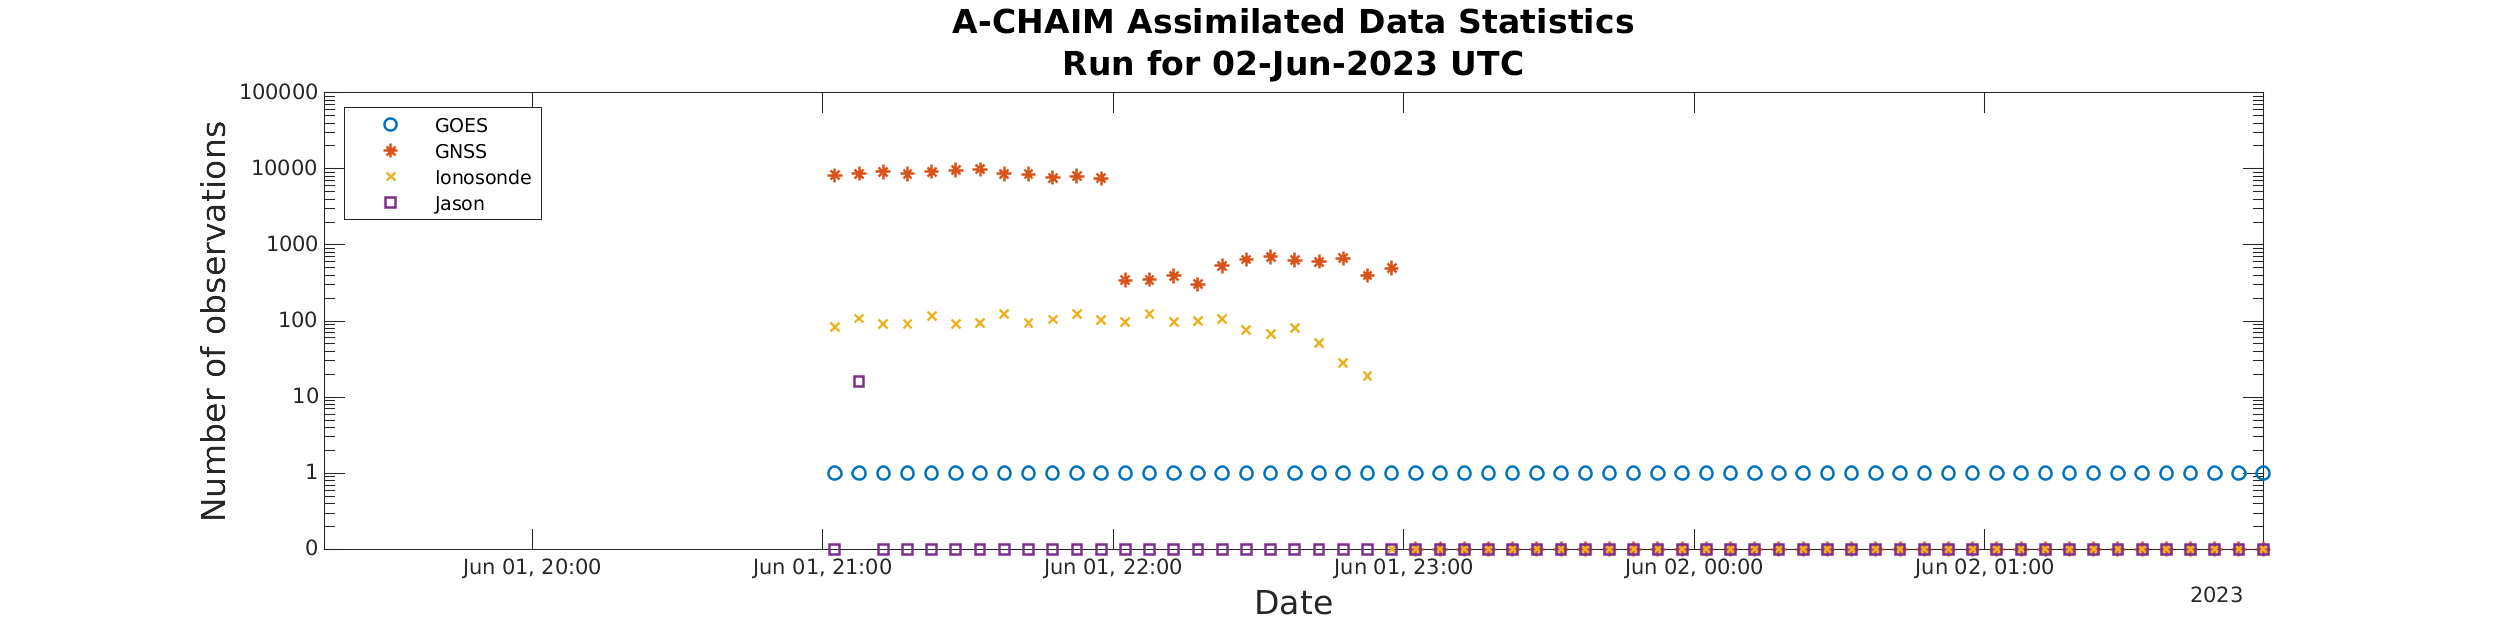 A-CHAIM Assimilated Data Statistics
Run for 02-Jun-2023 UTC
Number of observations
100000
10000
1000
100
10
1
0
GOES
GNSS
Ionosonde
Jason
Jun 01, 20:00
Jun 01, 21:00
Jun 01, 22:00
Jun 01, 23:00
Jun 02, 00:00
Jun 02, 01:00
2023
Date